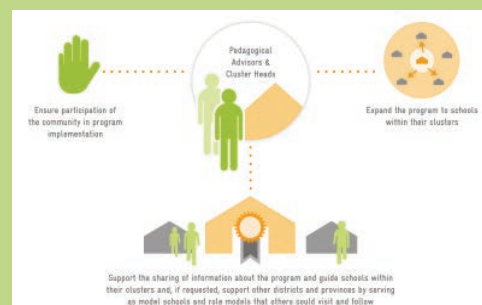 Pedagogical
Advisors &
Cluster Heads
Ensure participation of
the community in program
implementation
Expand the program to schools
within their clusters
Support the sharing of information about the program and guide schools within
their clusters and, if requested, support other districts and provinces by serving
as model schools and role models that others could visit and follow